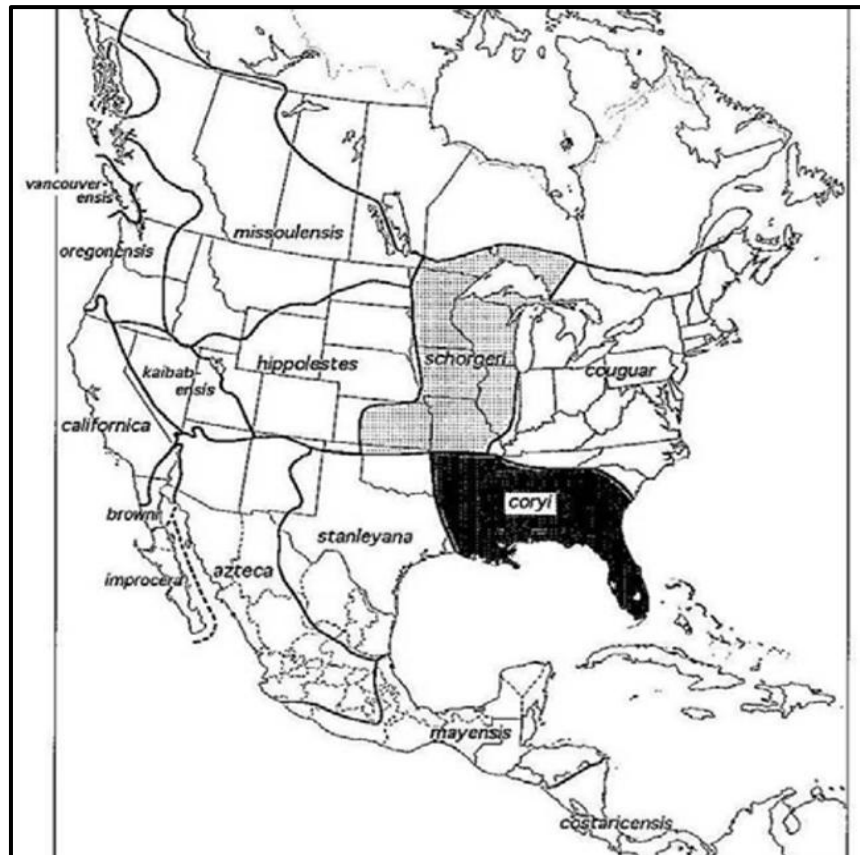 vancouver-
ensis
oregonensis
missoulensis
kaibab
ensis
hippolestes
schorgeri
couguar
californica
coryi
browni
stanleyana
improcera
azteca
mayensis
costaricensis